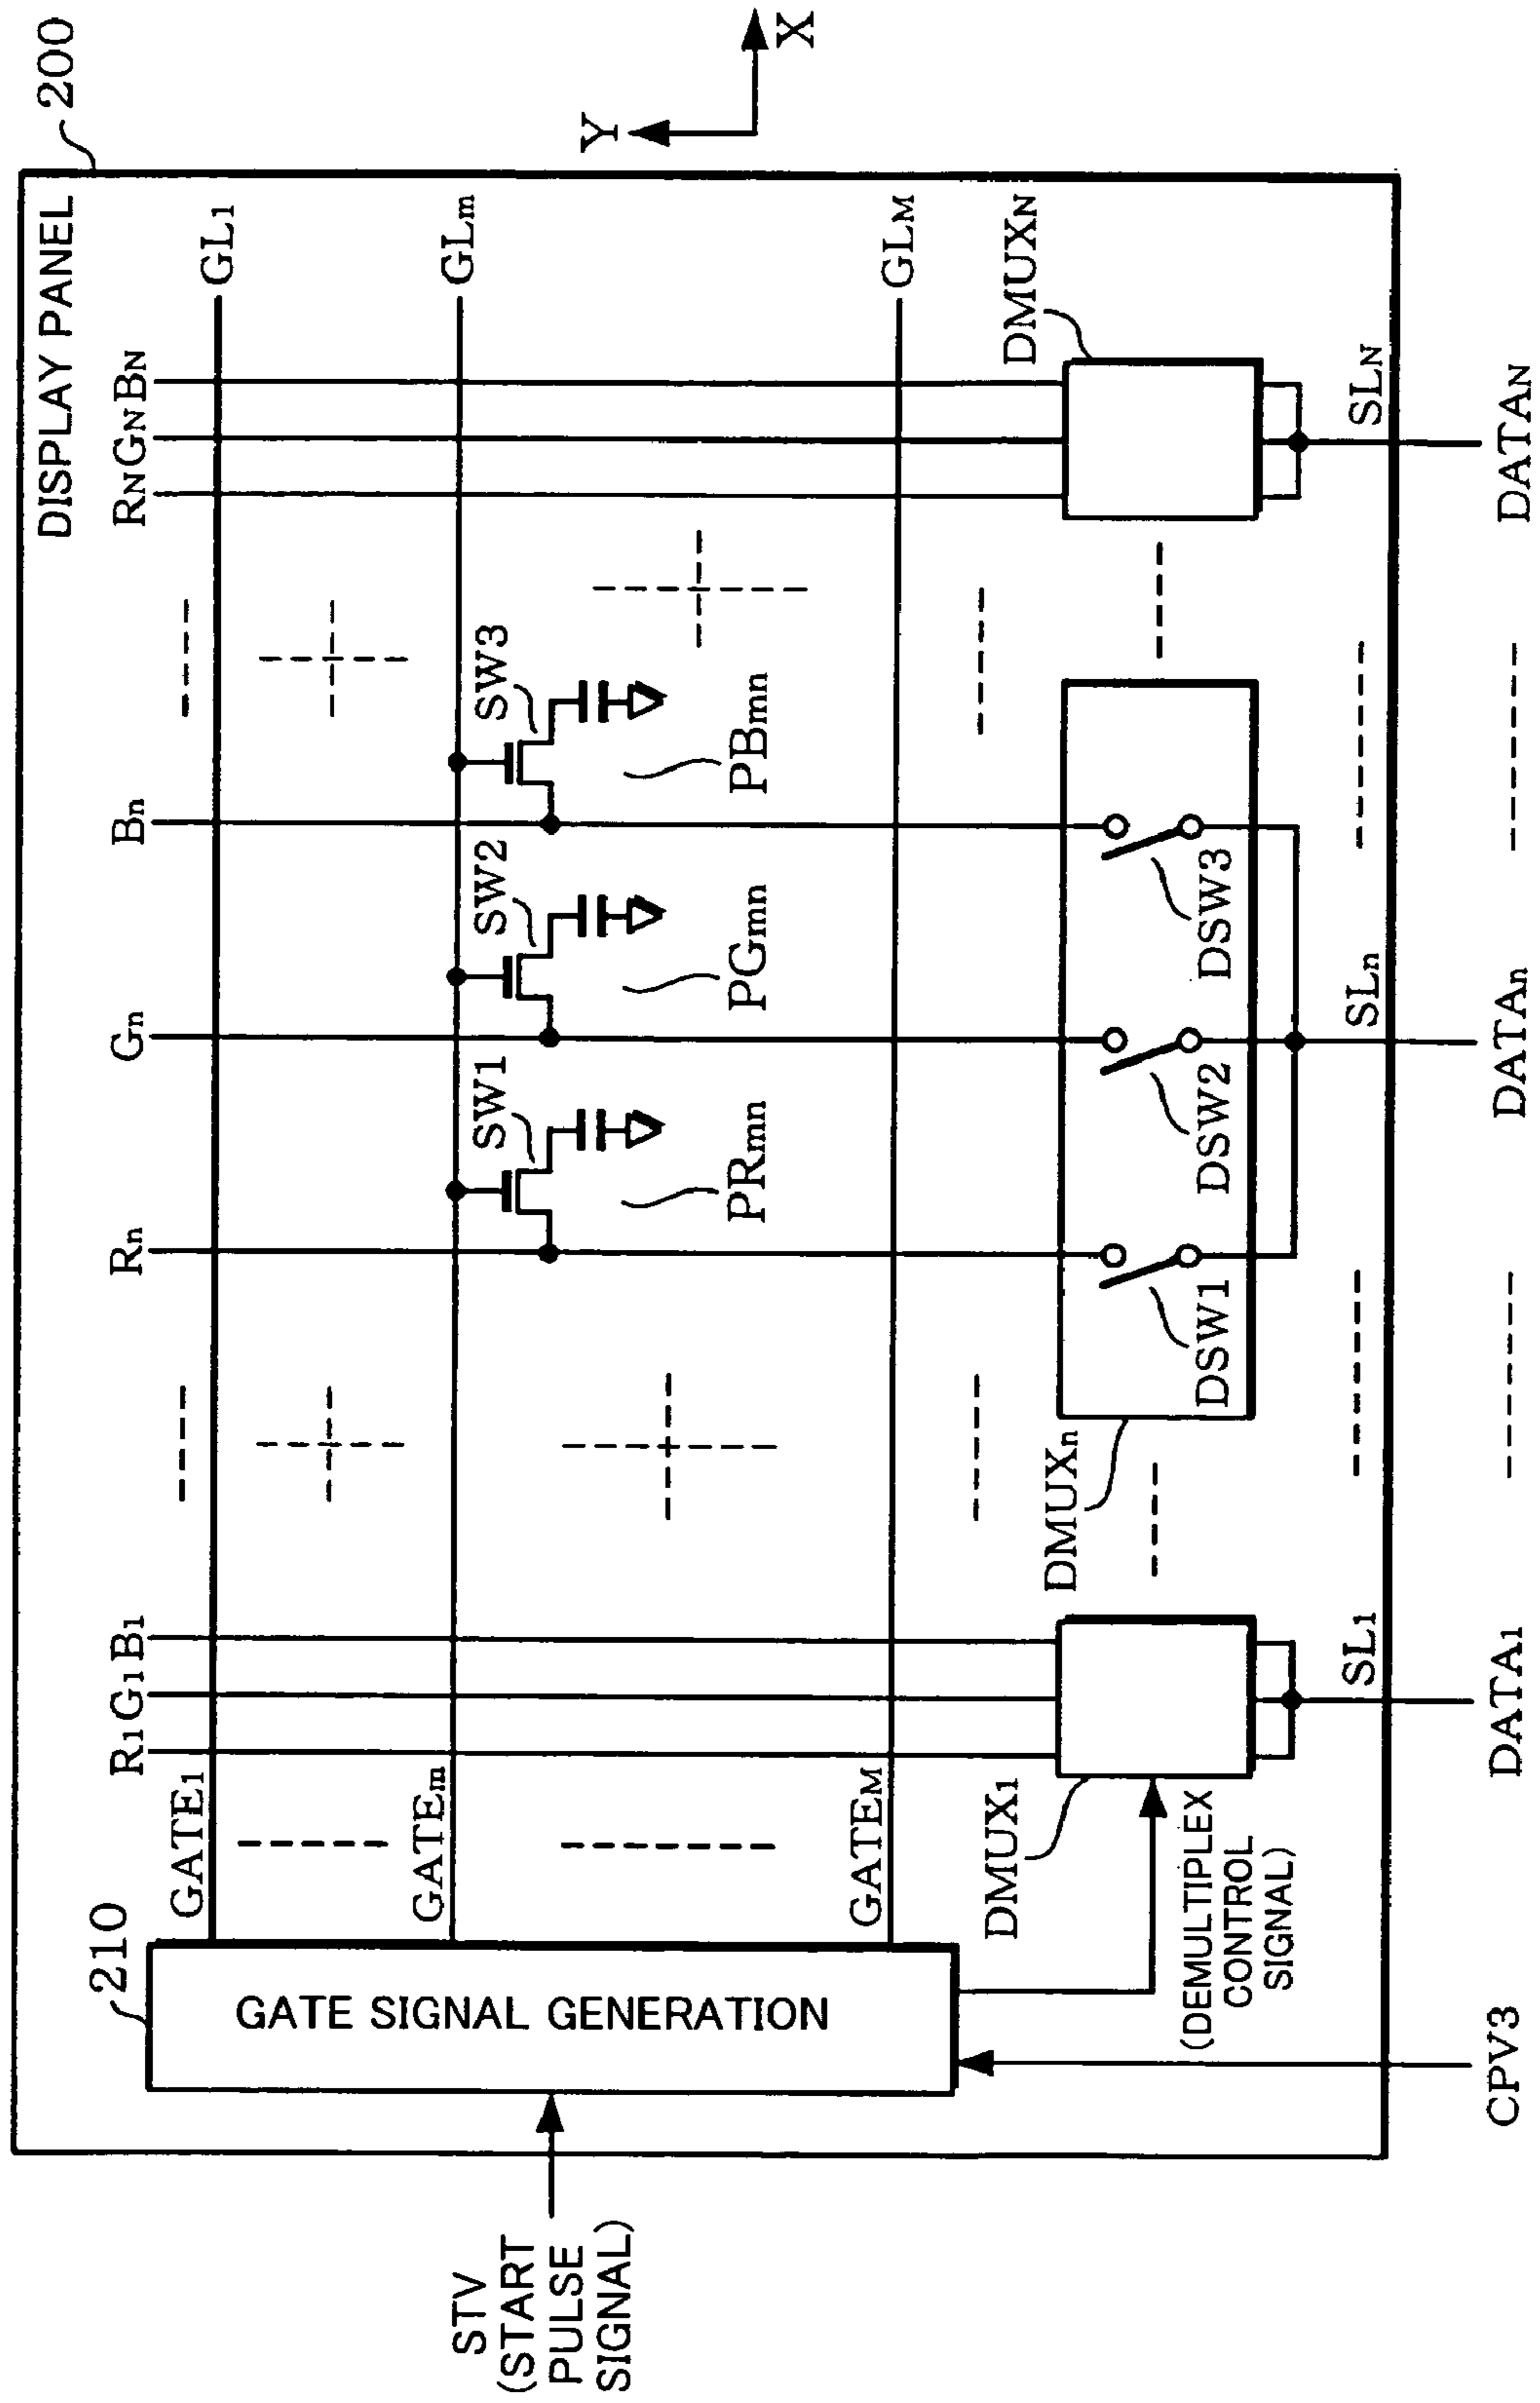 DISPLAY PANEL
200
210
GATE SIGNAL GENERATION
STV
(START
PULSE
SIGNAL)
R1 G1 B1
Rn
Gn
Bn
RN GN BN
GATE1
GL1
GATEm
GLm
GATEM
GLM
SW1
SW2
SW3
PRmn
PGmn
PBmn
Y
X
DMUX1
DMUXn
DMUXN
DSW1
DSW2
DSW3
(DEMULTIPLEX
CONTROL
SIGNAL)
SL1
SLn
SLN
CPV3
DATA1
DATAn
DATAN